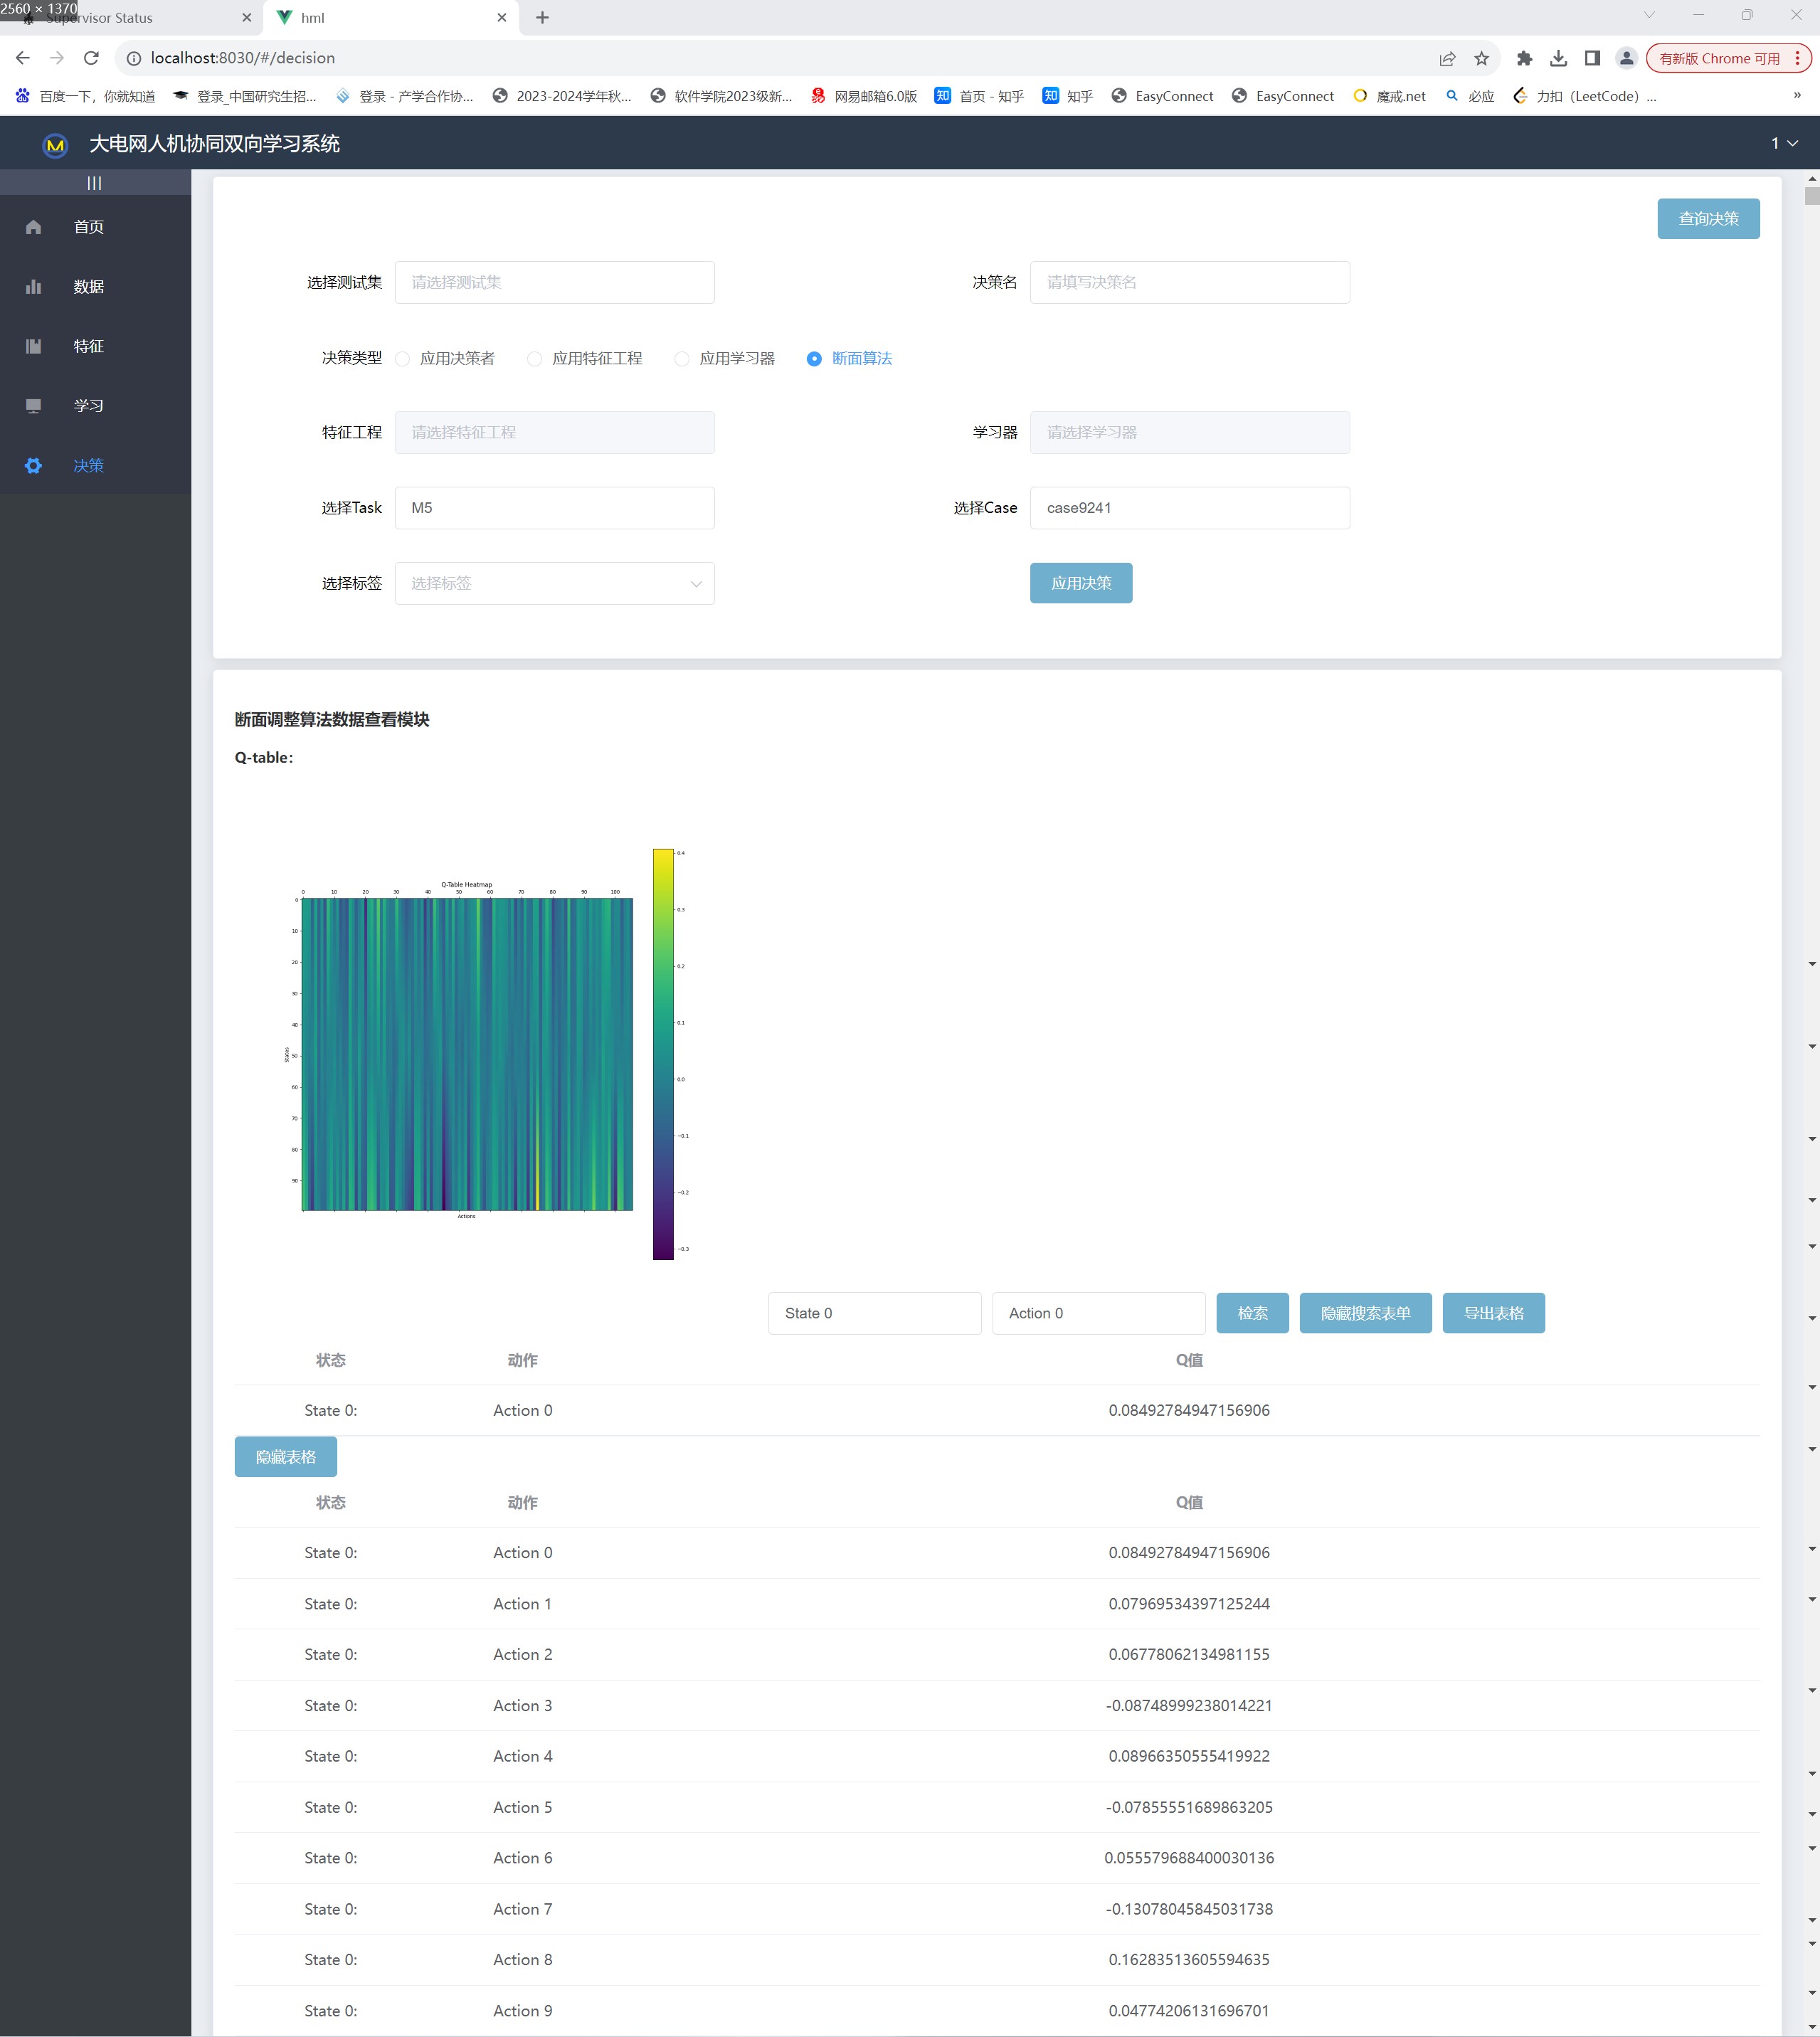 2560 × 1370
Supervisor Status
hml
localhost:8030/#/decision
有新版 Chrome 可用
百度一下，你就知道
登录_中国研究生招...
登录 - 产学合作协...
2023-2024学年秋...
软件学院2023级新...
网易邮箱6.0版
知 首页 - 知乎
知 知乎
EasyConnect
EasyConnect
魔戒.net
必应
力扣（LeetCode）...
»
大电网人机协同双向学习系统
1
首页
数据
特征
学习
决策
查询决策
选择测试集 请选择测试集
决策名 请填写决策名
决策类型 应用决策者 应用特征工程 应用学习器 断面算法
特征工程 请选择特征工程
学习器 请选择学习器
选择Task M5
选择Case case9241
选择标签 选择标签
应用决策
断面调整算法数据查看模块
Q-table：
Q-Table Heatmap
0 10 20 30 40 50 60 70 80 90 100
0
10
20
30
40
50
60
70
80
90
States
Actions
0.4
0.3
0.2
0.1
0.0
−0.1
−0.2
−0.3
State 0 Action 0 检索 隐藏搜索表单 导出表格
状态 动作 Q值
State 0: Action 0 0.08492784947156906
隐藏表格
状态 动作 Q值
State 0: Action 0 0.08492784947156906
State 0: Action 1 0.07969534397125244
State 0: Action 2 0.06778062134981155
State 0: Action 3 -0.08748999238014221
State 0: Action 4 0.08966350555419922
State 0: Action 5 -0.07855551689863205
State 0: Action 6 0.055579688400030136
State 0: Action 7 -0.13078045845031738
State 0: Action 8 0.16283513605594635
State 0: Action 9 0.04774206131696701